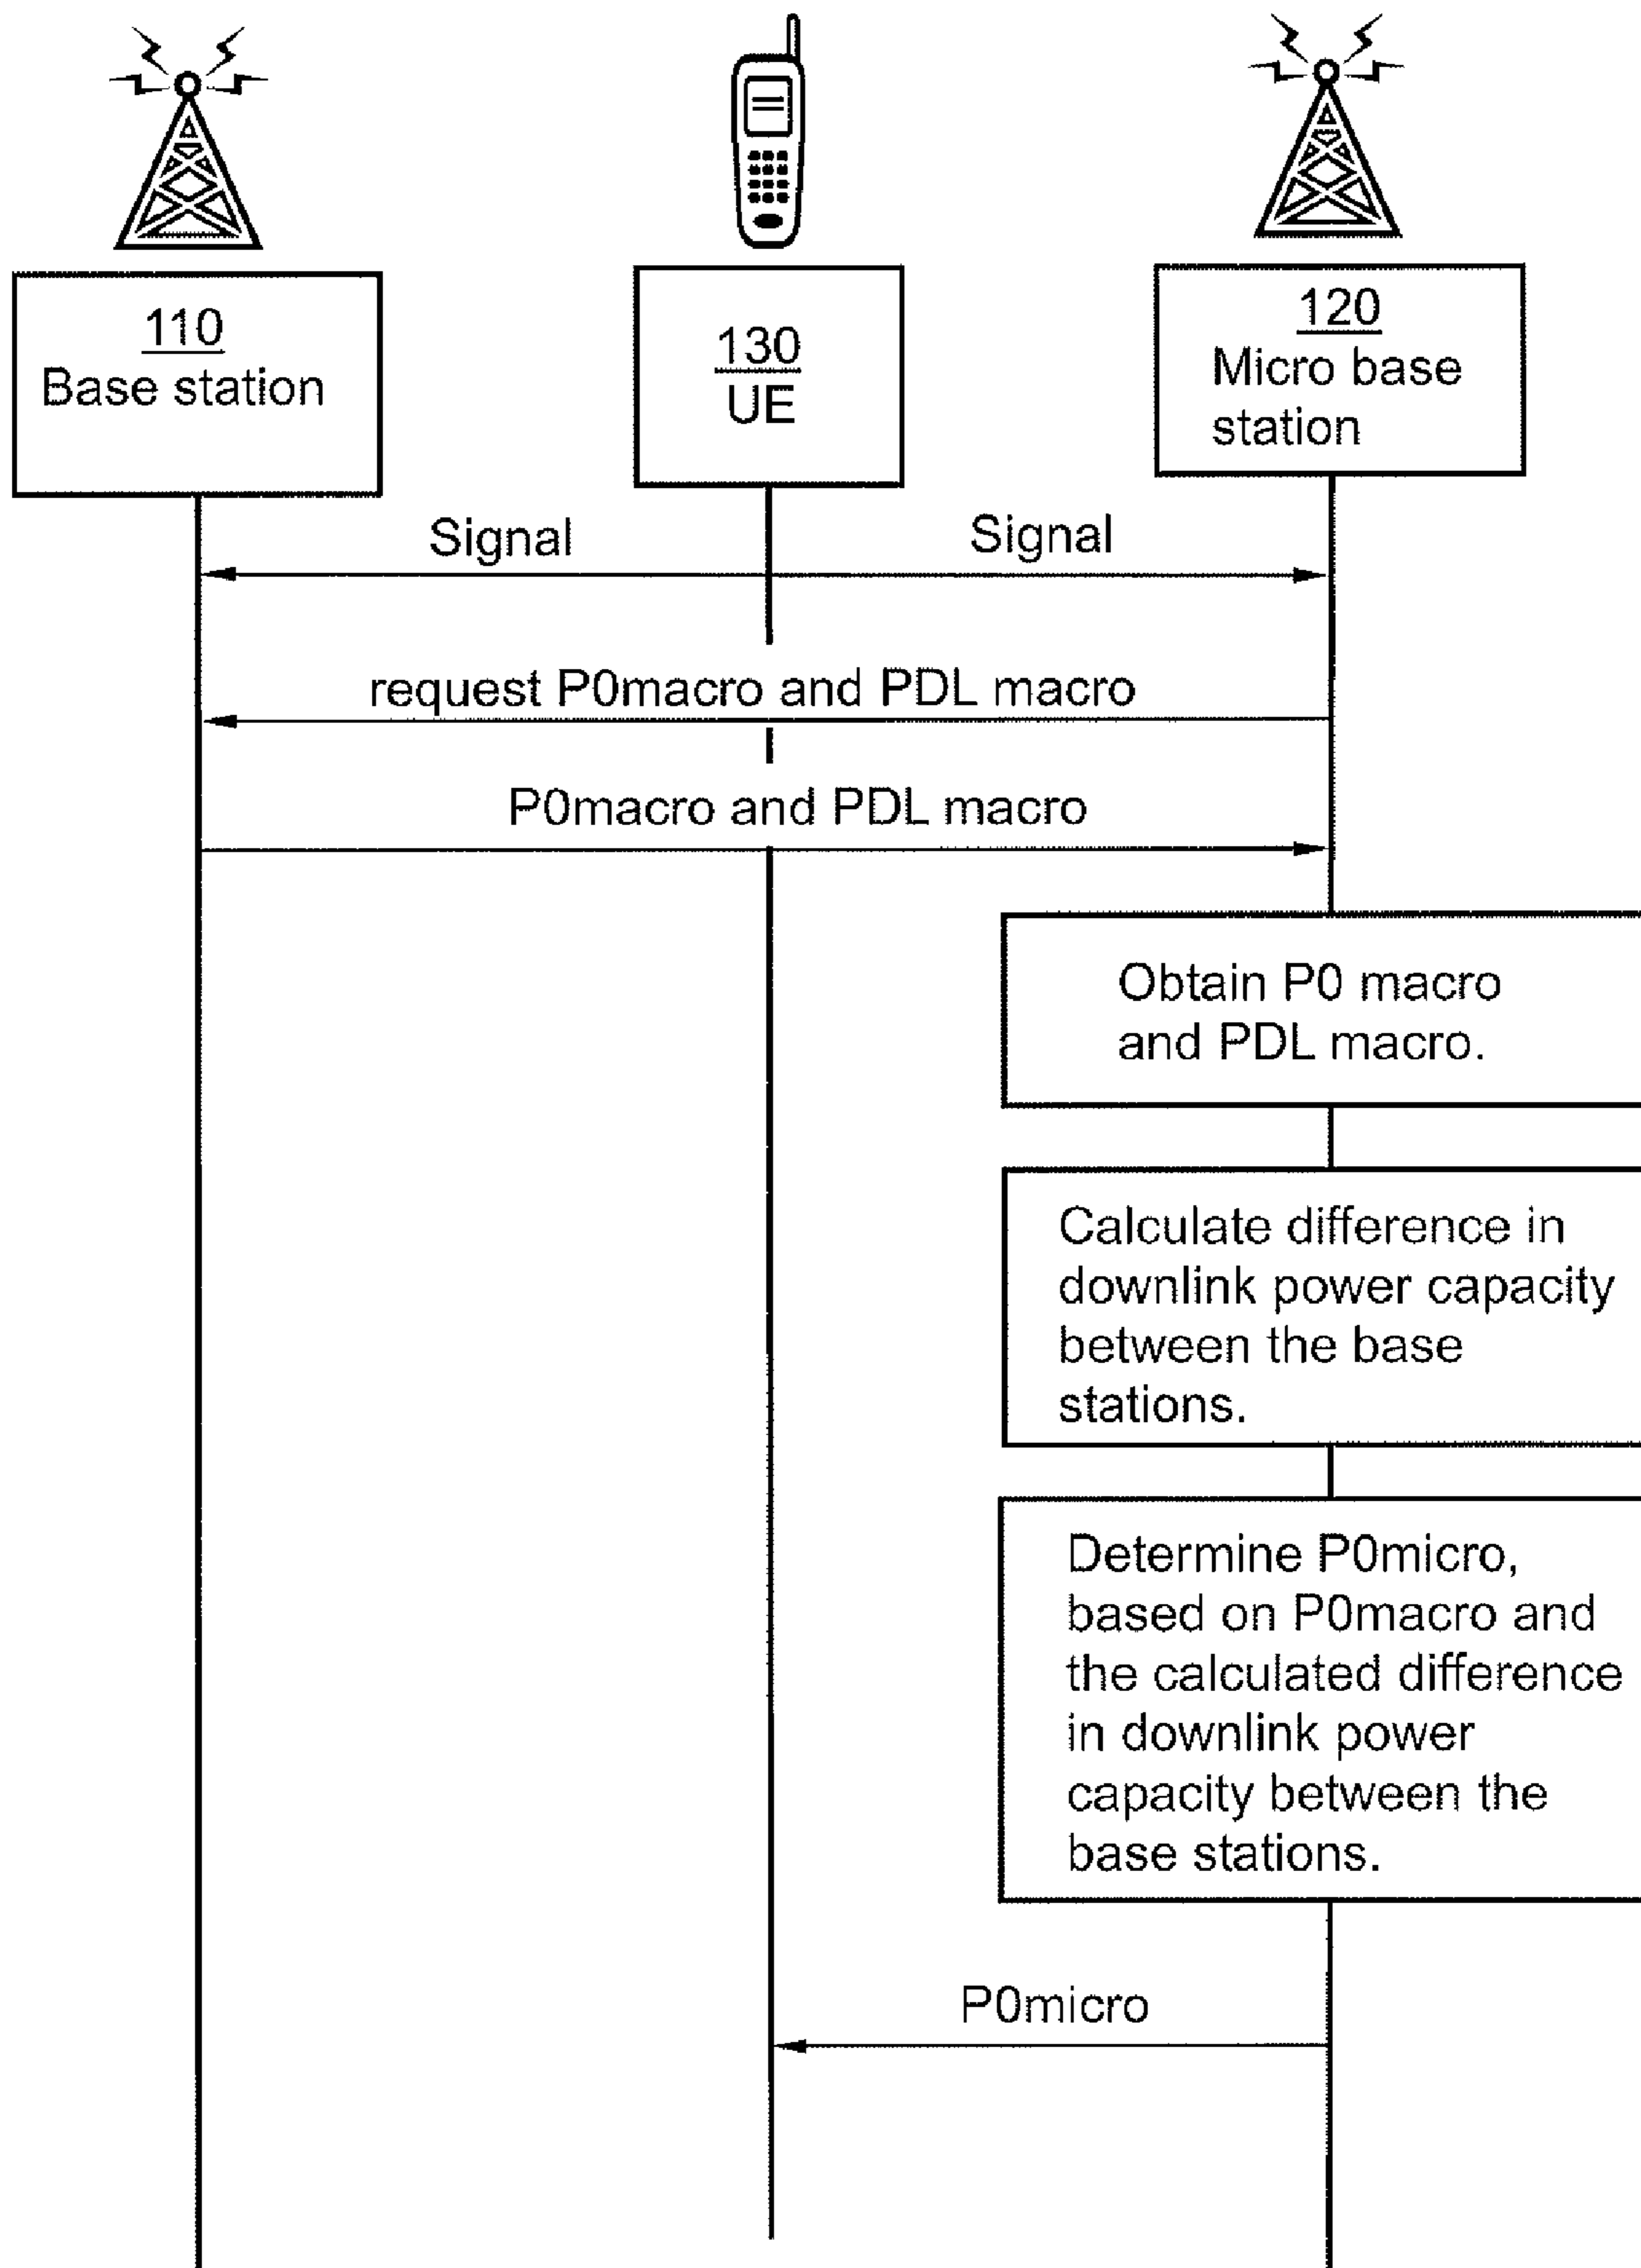 110
Base station
130
UE
120
Micro base
station
Signal
Signal
request P0macro and PDL macro
P0macro and PDL macro
Obtain P0 macro
and PDL macro.
Calculate difference in
downlink power capacity
between the base
stations.
Determine P0micro,
based on P0macro and
the calculated difference
in downlink power
capacity between the
base stations.
P0micro